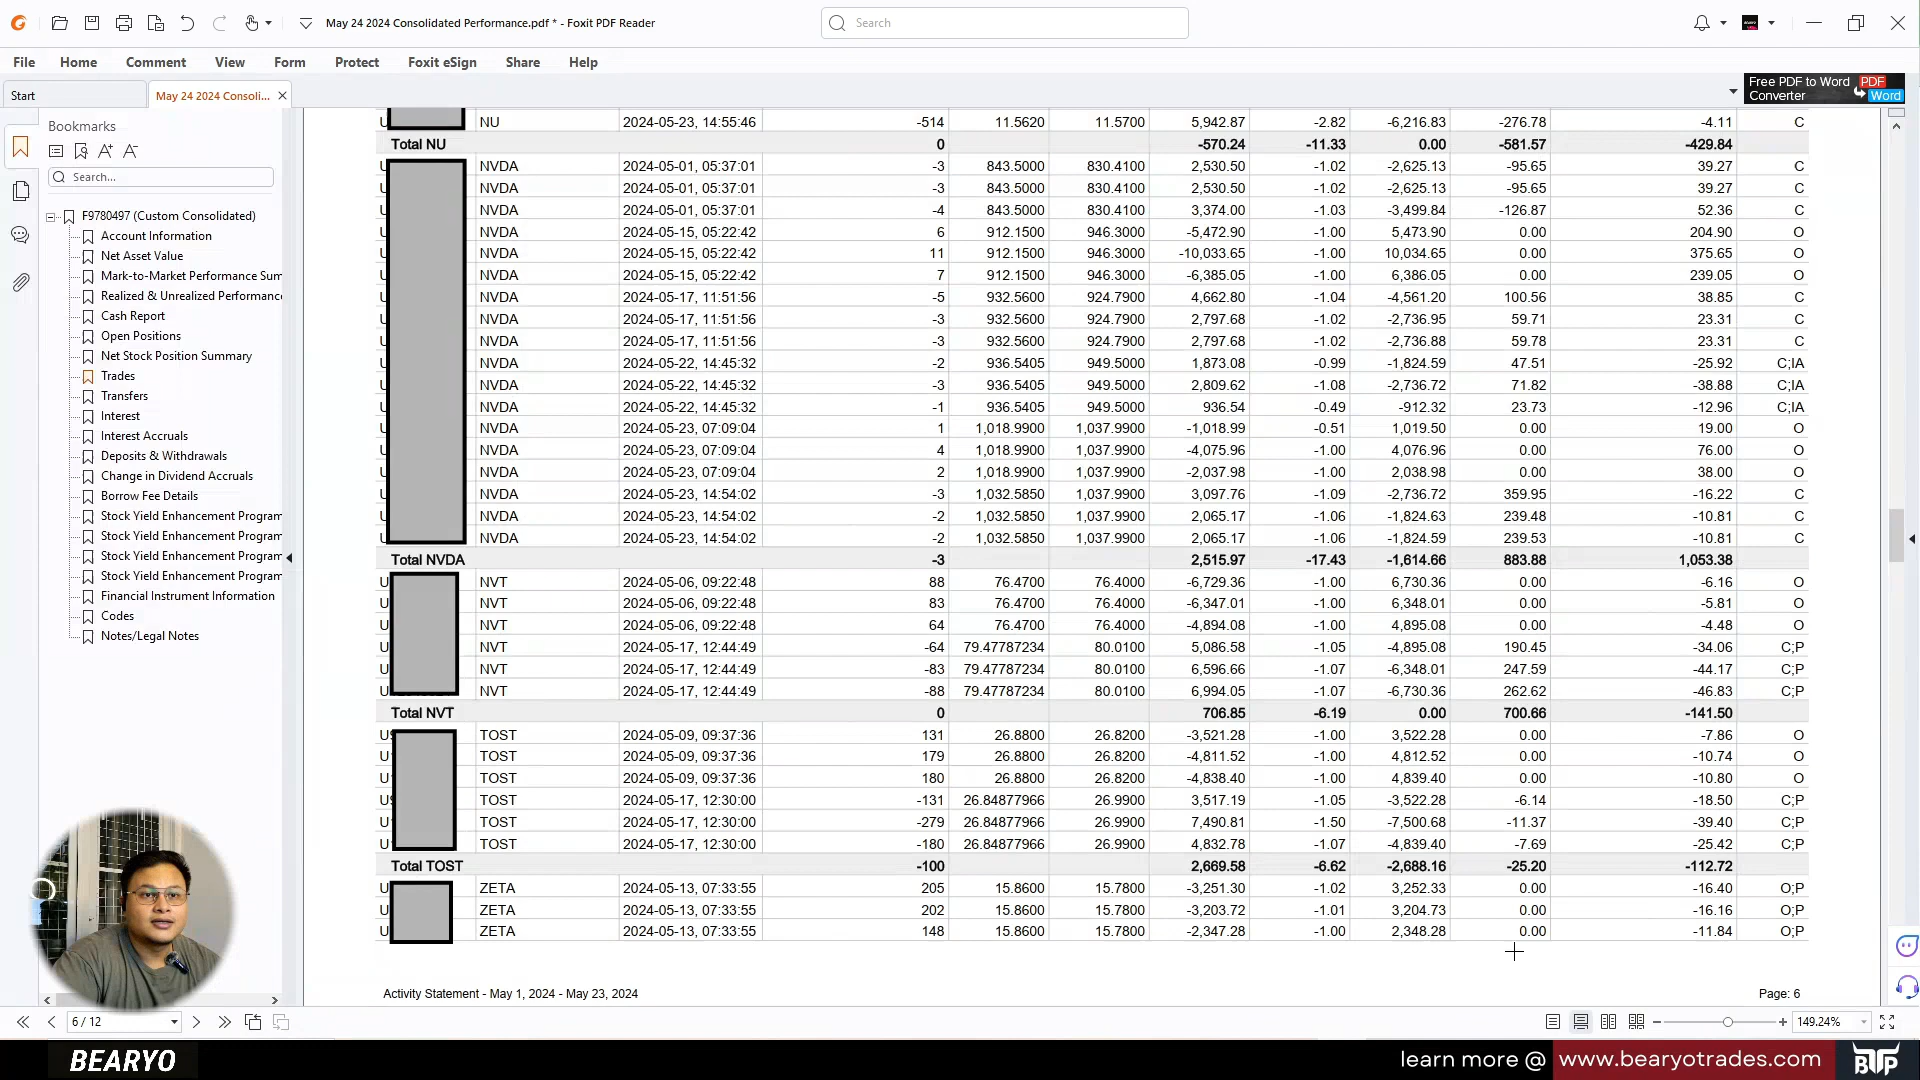 May 24 2024 Consolidated Performance.pdf * - Foxit PDF Reader
Search
File Home Comment View Form Protect Foxit eSign Share Help
Start
May 24 2024 Consoli...
Free PDF to Word Converter PDF Word
Bookmarks
Search...
F9780497 (Custom Consolidated)
Account Information
Net Asset Value
Mark-to-Market Performance Sum
Realized & Unrealized Performance
Cash Report
Open Positions
Net Stock Position Summary
Trades
Transfers
Interest
Interest Accruals
Deposits & Withdrawals
Change in Dividend Accruals
Borrow Fee Details
Stock Yield Enhancement Program
Stock Yield Enhancement Program
Stock Yield Enhancement Program
Stock Yield Enhancement Program
Financial Instrument Information
Codes
Notes/Legal Notes
U NU 2024-05-23, 14:55:46 -514 11.5620 11.5700 5,942.87 -2.82 -6,216.83 -276.78 -4.11 C
Total NU 0 -570.24 -11.33 0.00 -581.57 -429.84
U NVDA 2024-05-01, 05:37:01 -3 843.5000 830.4100 2,530.50 -1.02 -2,625.13 -95.65 39.27 C
U NVDA 2024-05-01, 05:37:01 -3 843.5000 830.4100 2,530.50 -1.02 -2,625.13 -95.65 39.27 C
U NVDA 2024-05-01, 05:37:01 -4 843.5000 830.4100 3,374.00 -1.03 -3,499.84 -126.87 52.36 C
U NVDA 2024-05-15, 05:22:42 6 912.1500 946.3000 -5,472.90 -1.00 5,473.90 0.00 204.90 O
U NVDA 2024-05-15, 05:22:42 11 912.1500 946.3000 -10,033.65 -1.00 10,034.65 0.00 375.65 O
U NVDA 2024-05-15, 05:22:42 7 912.1500 946.3000 -6,385.05 -1.00 6,386.05 0.00 239.05 O
U NVDA 2024-05-17, 11:51:56 -5 932.5600 924.7900 4,662.80 -1.04 -4,561.20 100.56 38.85 C
U NVDA 2024-05-17, 11:51:56 -3 932.5600 924.7900 2,797.68 -1.02 -2,736.95 59.71 23.31 C
U NVDA 2024-05-17, 11:51:56 -3 932.5600 924.7900 2,797.68 -1.02 -2,736.88 59.78 23.31 C
U NVDA 2024-05-22, 14:45:32 -2 936.5405 949.5000 1,873.08 -0.99 -1,824.59 47.51 -25.92 C;IA
U NVDA 2024-05-22, 14:45:32 -3 936.5405 949.5000 2,809.62 -1.08 -2,736.72 71.82 -38.88 C;IA
U NVDA 2024-05-22, 14:45:32 -1 936.5405 949.5000 936.54 -0.49 -912.32 23.73 -12.96 C;IA
U NVDA 2024-05-23, 07:09:04 1 1,018.9900 1,037.9900 -1,018.99 -0.51 1,019.50 0.00 19.00 O
U NVDA 2024-05-23, 07:09:04 4 1,018.9900 1,037.9900 -4,075.96 -1.00 4,076.96 0.00 76.00 O
U NVDA 2024-05-23, 07:09:04 2 1,018.9900 1,037.9900 -2,037.98 -1.00 2,038.98 0.00 38.00 O
U NVDA 2024-05-23, 14:54:02 -3 1,032.5850 1,037.9900 3,097.76 -1.09 -2,736.72 359.95 -16.22 C
U NVDA 2024-05-23, 14:54:02 -2 1,032.5850 1,037.9900 2,065.17 -1.06 -1,824.63 239.48 -10.81 C
U NVDA 2024-05-23, 14:54:02 -2 1,032.5850 1,037.9900 2,065.17 -1.06 -1,824.59 239.53 -10.81 C
Total NVDA -3 2,515.97 -17.43 -1,614.66 883.88 1,053.38
U NVT 2024-05-06, 09:22:48 88 76.4700 76.4000 -6,729.36 -1.00 6,730.36 0.00 -6.16 O
U NVT 2024-05-06, 09:22:48 83 76.4700 76.4000 -6,347.01 -1.00 6,348.01 0.00 -5.81 O
U NVT 2024-05-06, 09:22:48 64 76.4700 76.4000 -4,894.08 -1.00 4,895.08 0.00 -4.48 O
U NVT 2024-05-17, 12:44:49 -64 79.47787234 80.0100 5,086.58 -1.05 -4,895.08 190.45 -34.06 C;P
U NVT 2024-05-17, 12:44:49 -83 79.47787234 80.0100 6,596.66 -1.07 -6,348.01 247.59 -44.17 C;P
U NVT 2024-05-17, 12:44:49 -88 79.47787234 80.0100 6,994.05 -1.07 -6,730.36 262.62 -46.83 C;P
Total NVT 0 706.85 -6.19 0.00 700.66 -141.50
U TOST 2024-05-09, 09:37:36 131 26.8800 26.8200 -3,521.28 -1.00 3,522.28 0.00 -7.86 O
U TOST 2024-05-09, 09:37:36 179 26.8800 26.8200 -4,811.52 -1.00 4,812.52 0.00 -10.74 O
U TOST 2024-05-09, 09:37:36 180 26.8800 26.8200 -4,838.40 -1.00 4,839.40 0.00 -10.80 O
U TOST 2024-05-17, 12:30:00 -131 26.84877966 26.9900 3,517.19 -1.05 -3,522.28 -6.14 -18.50 C;P
U TOST 2024-05-17, 12:30:00 -279 26.84877966 26.9900 7,490.81 -1.50 -7,500.68 -11.37 -39.40 C;P
U TOST 2024-05-17, 12:30:00 -180 26.84877966 26.9900 4,832.78 -1.07 -4,839.40 -7.69 -25.42 C;P
Total TOST -100 2,669.58 -6.62 -2,688.16 -25.20 -112.72
U ZETA 2024-05-13, 07:33:55 205 15.8600 15.7800 -3,251.30 -1.02 3,252.33 0.00 -16.40 O;P
U ZETA 2024-05-13, 07:33:55 202 15.8600 15.7800 -3,203.72 -1.01 3,204.73 0.00 -16.16 O;P
U ZETA 2024-05-13, 07:33:55 148 15.8600 15.7800 -2,347.28 -1.00 2,348.28 0.00 -11.84 O;P
Activity Statement - May 1, 2024 - May 23, 2024
Page: 6
6 / 12
149.24%
BEARYO
learn more @ www.bearyotrades.com
BTP